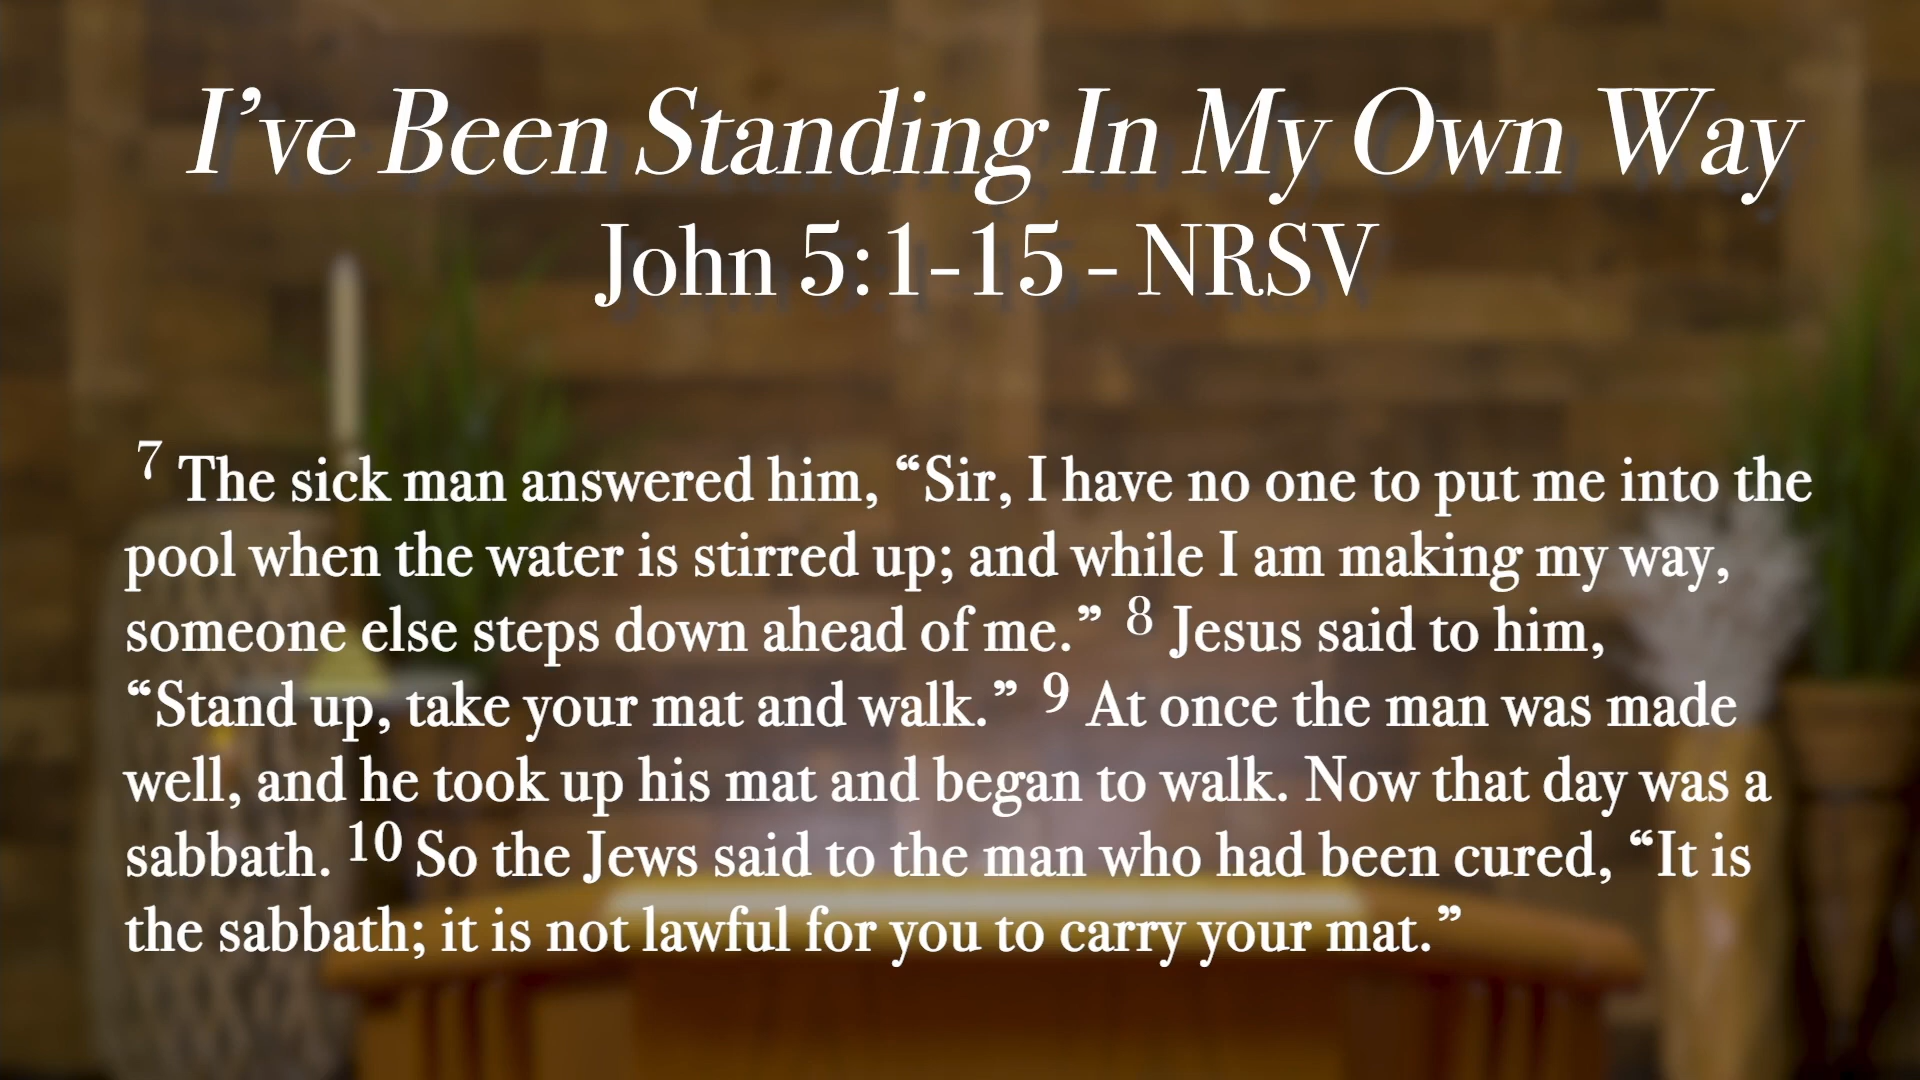 I’ve Been Standing In My Own Way
John 5:1-15 - NRSV
7 The sick man answered him, “Sir, I have no one to put me into the
pool when the water is stirred up; and while I am making my way,
someone else steps down ahead of me.” 8 Jesus said to him,
“Stand up, take your mat and walk.” 9 At once the man was made
well, and he took up his mat and began to walk. Now that day was a
sabbath. 10 So the Jews said to the man who had been cured, “It is
the sabbath; it is not lawful for you to carry your mat.”